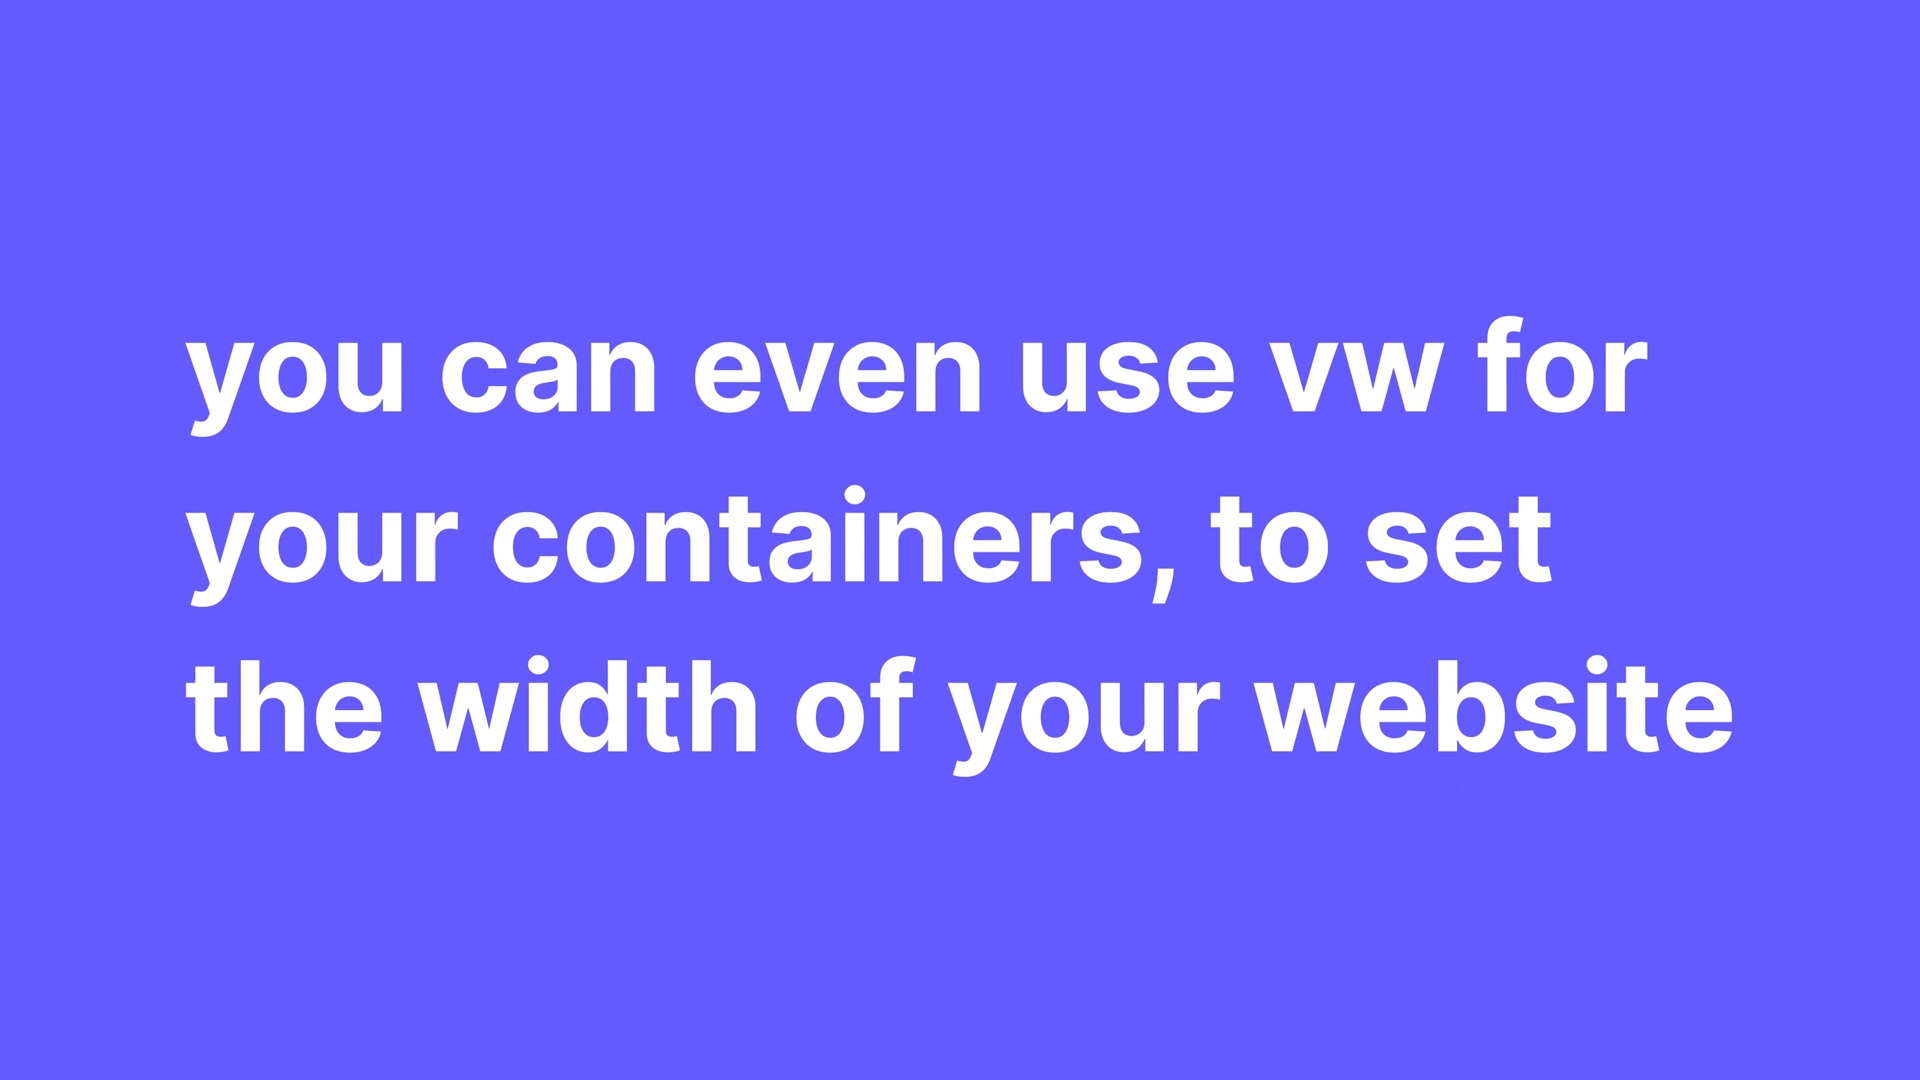 you can even use vw for
your containers, to set
the width of your website